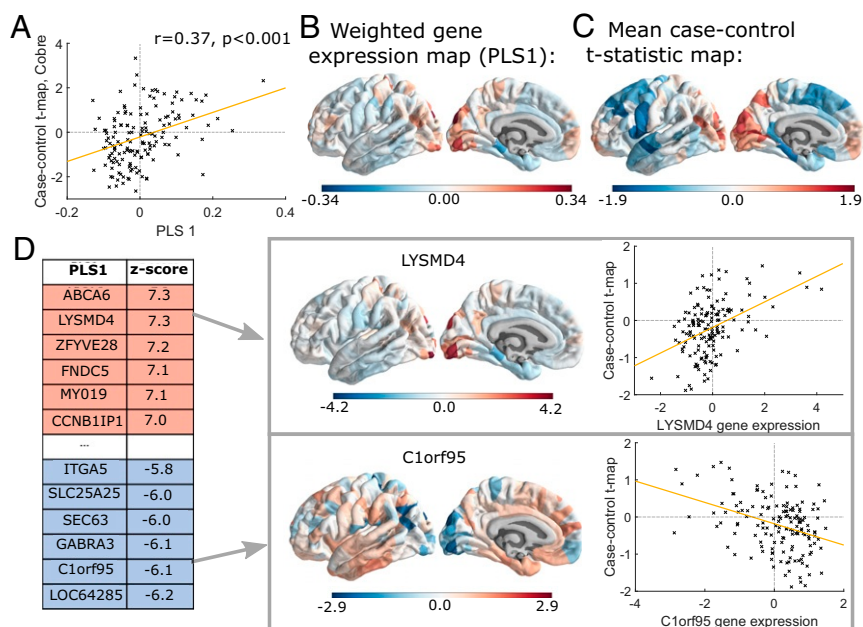 A
r=0.37, p<0.001
Case-control t-map, Cobre
4
2
0
-2
-0.2
0
0.2
0.4
PLS 1
B
Weighted gene
expression map (PLS1):
-0.34
0.00
0.34
C
Mean case-control
t-statistic map:
-1.9
0.0
1.9
D
PLS1 z-score
ABCA6 7.3
LYSMD4 7.3
ZFYVE28 7.2
FNDC5 7.1
MY019 7.1
CCNB1IP1 7.0
...
ITGA5 -5.8
SLC25A25 -6.0
SEC63 -6.0
GABRA3 -6.1
C1orf95 -6.1
LOC64285 -6.2
LYSMD4
-4.2
0.0
4.2
Case-control t-map
2
1
0
-1
-2
-2
0
2
4
LYSMD4 gene expression
C1orf95
-2.9
0.0
2.9
Case-control t-map
2
1
0
-1
-2
-4
-2
0
2
C1orf95 gene expression